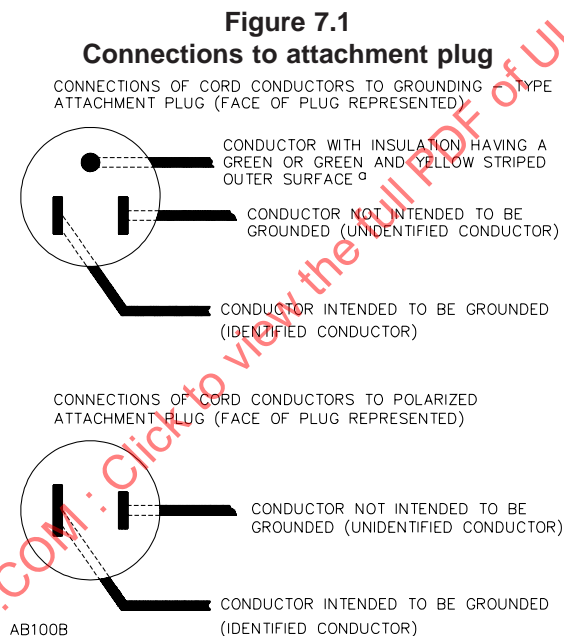 Figure 7.1
Connections to attachment plug
CONNECTIONS OF CORD CONDUCTORS TO GROUNDING – TYPE
ATTACHMENT PLUG (FACE OF PLUG REPRESENTED)
CONDUCTOR WITH INSULATION HAVING A
GREEN OR GREEN AND YELLOW STRIPED
OUTER SURFACE a
CONDUCTOR NOT INTENDED TO BE
GROUNDED (UNIDENTIFIED CONDUCTOR)
CONDUCTOR INTENDED TO BE GROUNDED
(IDENTIFIED CONDUCTOR)
CONNECTIONS OF CORD CONDUCTORS TO POLARIZED
ATTACHMENT PLUG (FACE OF PLUG REPRESENTED)
CONDUCTOR NOT INTENDED TO BE
GROUNDED (UNIDENTIFIED CONDUCTOR)
CONDUCTOR INTENDED TO BE GROUNDED
(IDENTIFIED CONDUCTOR)
AB100B
.COM : Click to view the full PDF of UL